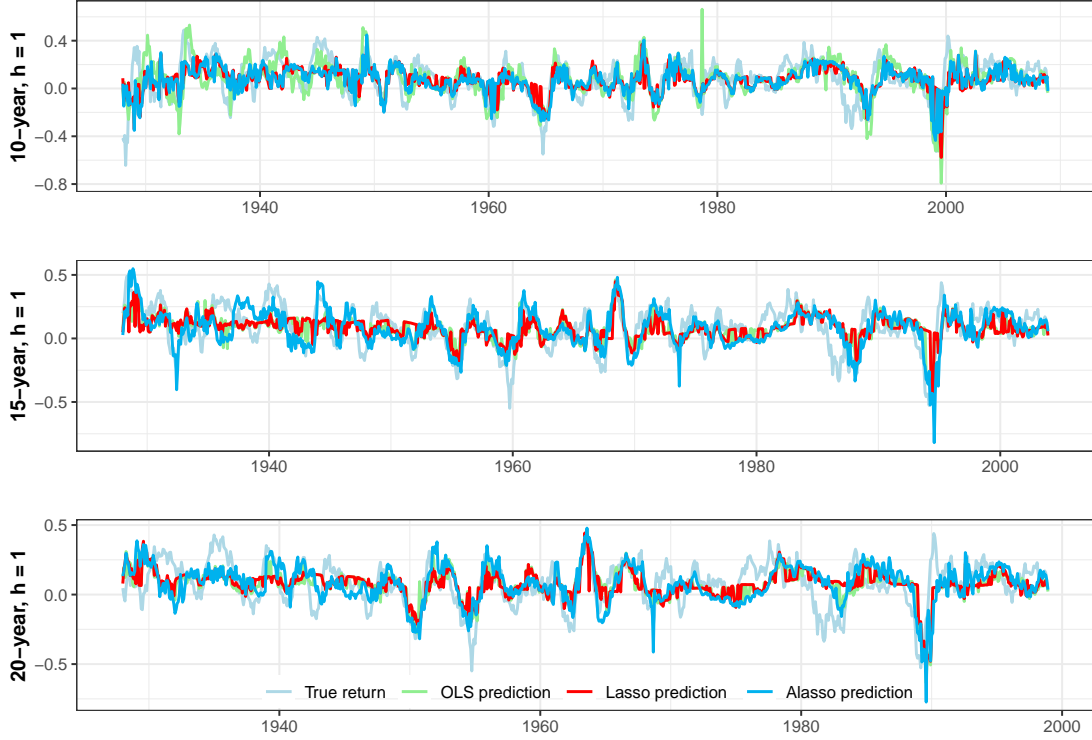 10−year, h = 1
0.4
0.0
−0.4
−0.8
1940 1960 1980 2000
15−year, h = 1
0.5
0.0
−0.5
1940 1960 1980 2000
20−year, h = 1
0.5
0.0
−0.5
True return OLS prediction Lasso prediction Alasso prediction
1940 1960 1980 2000